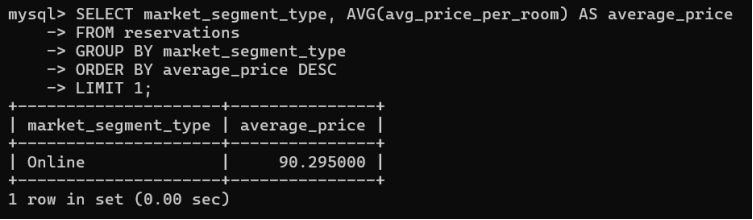 mysql> SELECT market_segment_type, AVG(avg_price_per_room) AS average_price
    -> FROM reservations
    -> GROUP BY market_segment_type
    -> ORDER BY average_price DESC
    -> LIMIT 1;
+---------------------+---------------+
| market_segment_type | average_price |
+---------------------+---------------+
| Online              |     90.295000 |
+---------------------+---------------+
1 row in set (0.00 sec)